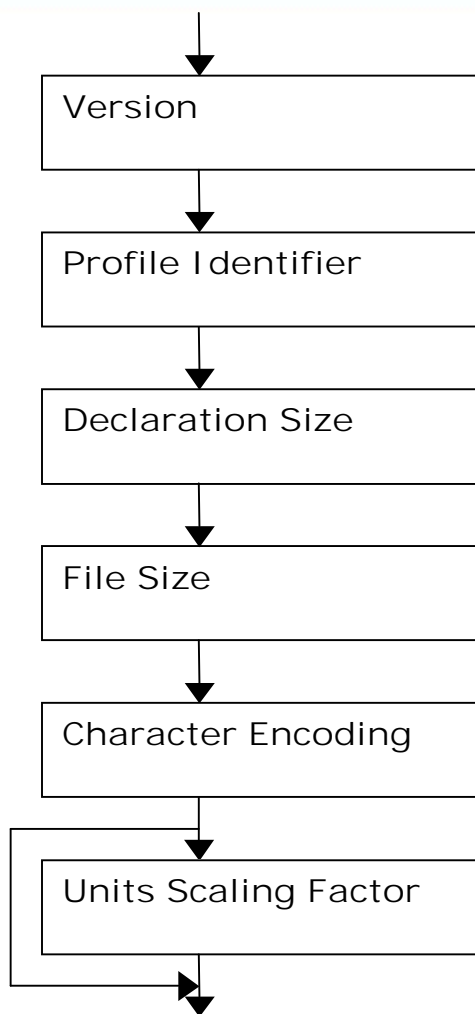 Version
Profile Identifier
Declaration Size
File Size
Character Encoding
Units Scaling Factor